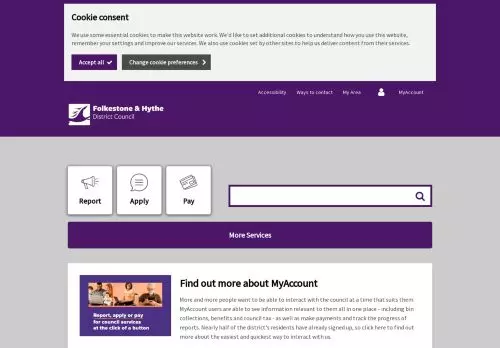 Cookie consent
We use some essential cookies to make this website work. We'd like to set additional cookies to understand how you use this website,
remember your settings and improve our services. We also use cookies set by other sites to help us deliver content from their services.
Accept all
Change cookie preferences
Accessibility
Ways to contact
My Area
MyAccount
Folkestone & Hythe
District Council
Report
Apply
Pay
More Services
Report, apply or pay
for council services
at the click of a button
Find out more about MyAccount
More and more people want to be able to interact with the council at a time that suits them.
MyAccount users are able to see information relevant to them all in one place - including bin
collections, benefits and council tax - as well as make payments and track the progress of
reports. Nearly half of the district's residents have already signed up, so click here to find out
more about the easiest and quickest way to interact with us.